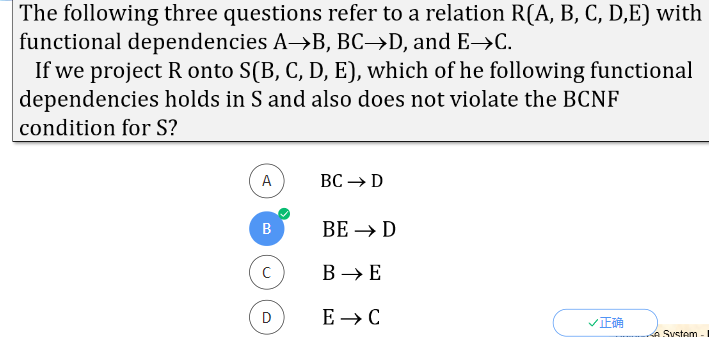 The following three questions refer to a relation R(A, B, C, D,E) with
functional dependencies A→B, BC→D, and E→C.
If we project R onto S(B, C, D, E), which of he following functional
dependencies holds in S and also does not violate the BCNF
condition for S?
A BC → D
B BE → D
C B → E
D E → C
✓正确
System -